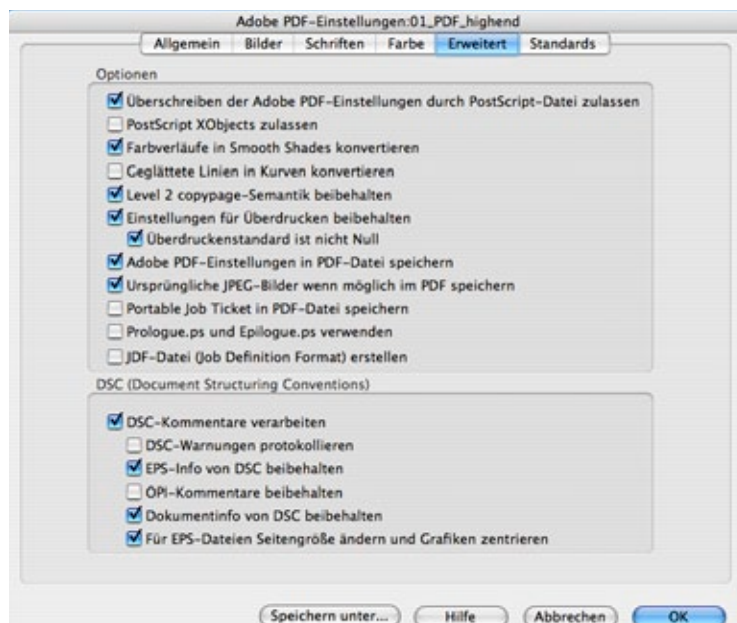 Adobe PDF-Einstellungen:01_PDF_highend
Allgemein Bilder Schriften Farbe Erweitert Standards
Optionen
Überschreiben der Adobe PDF-Einstellungen durch PostScript-Datei zulassen
PostScript XObjects zulassen
Farbverläufe in Smooth Shades konvertieren
Geglättete Linien in Kurven konvertieren
Level 2 copypage-Semantik beibehalten
Einstellungen für Überdrucken beibehalten
Überdruckenstandard ist nicht Null
Adobe PDF-Einstellungen in PDF-Datei speichern
Ursprüngliche JPEG-Bilder wenn möglich im PDF speichern
Portable Job Ticket in PDF-Datei speichern
Prologue.ps und Epilogue.ps verwenden
JDF-Datei (Job Definition Format) erstellen
DSC (Document Structuring Conventions)
DSC-Kommentare verarbeiten
DSC-Warnungen protokollieren
EPS-Info von DSC beibehalten
OPI-Kommentare beibehalten
Dokumentinfo von DSC beibehalten
Für EPS-Dateien Seitengröße ändern und Grafiken zentrieren
Speichern unter... Hilfe Abbrechen OK